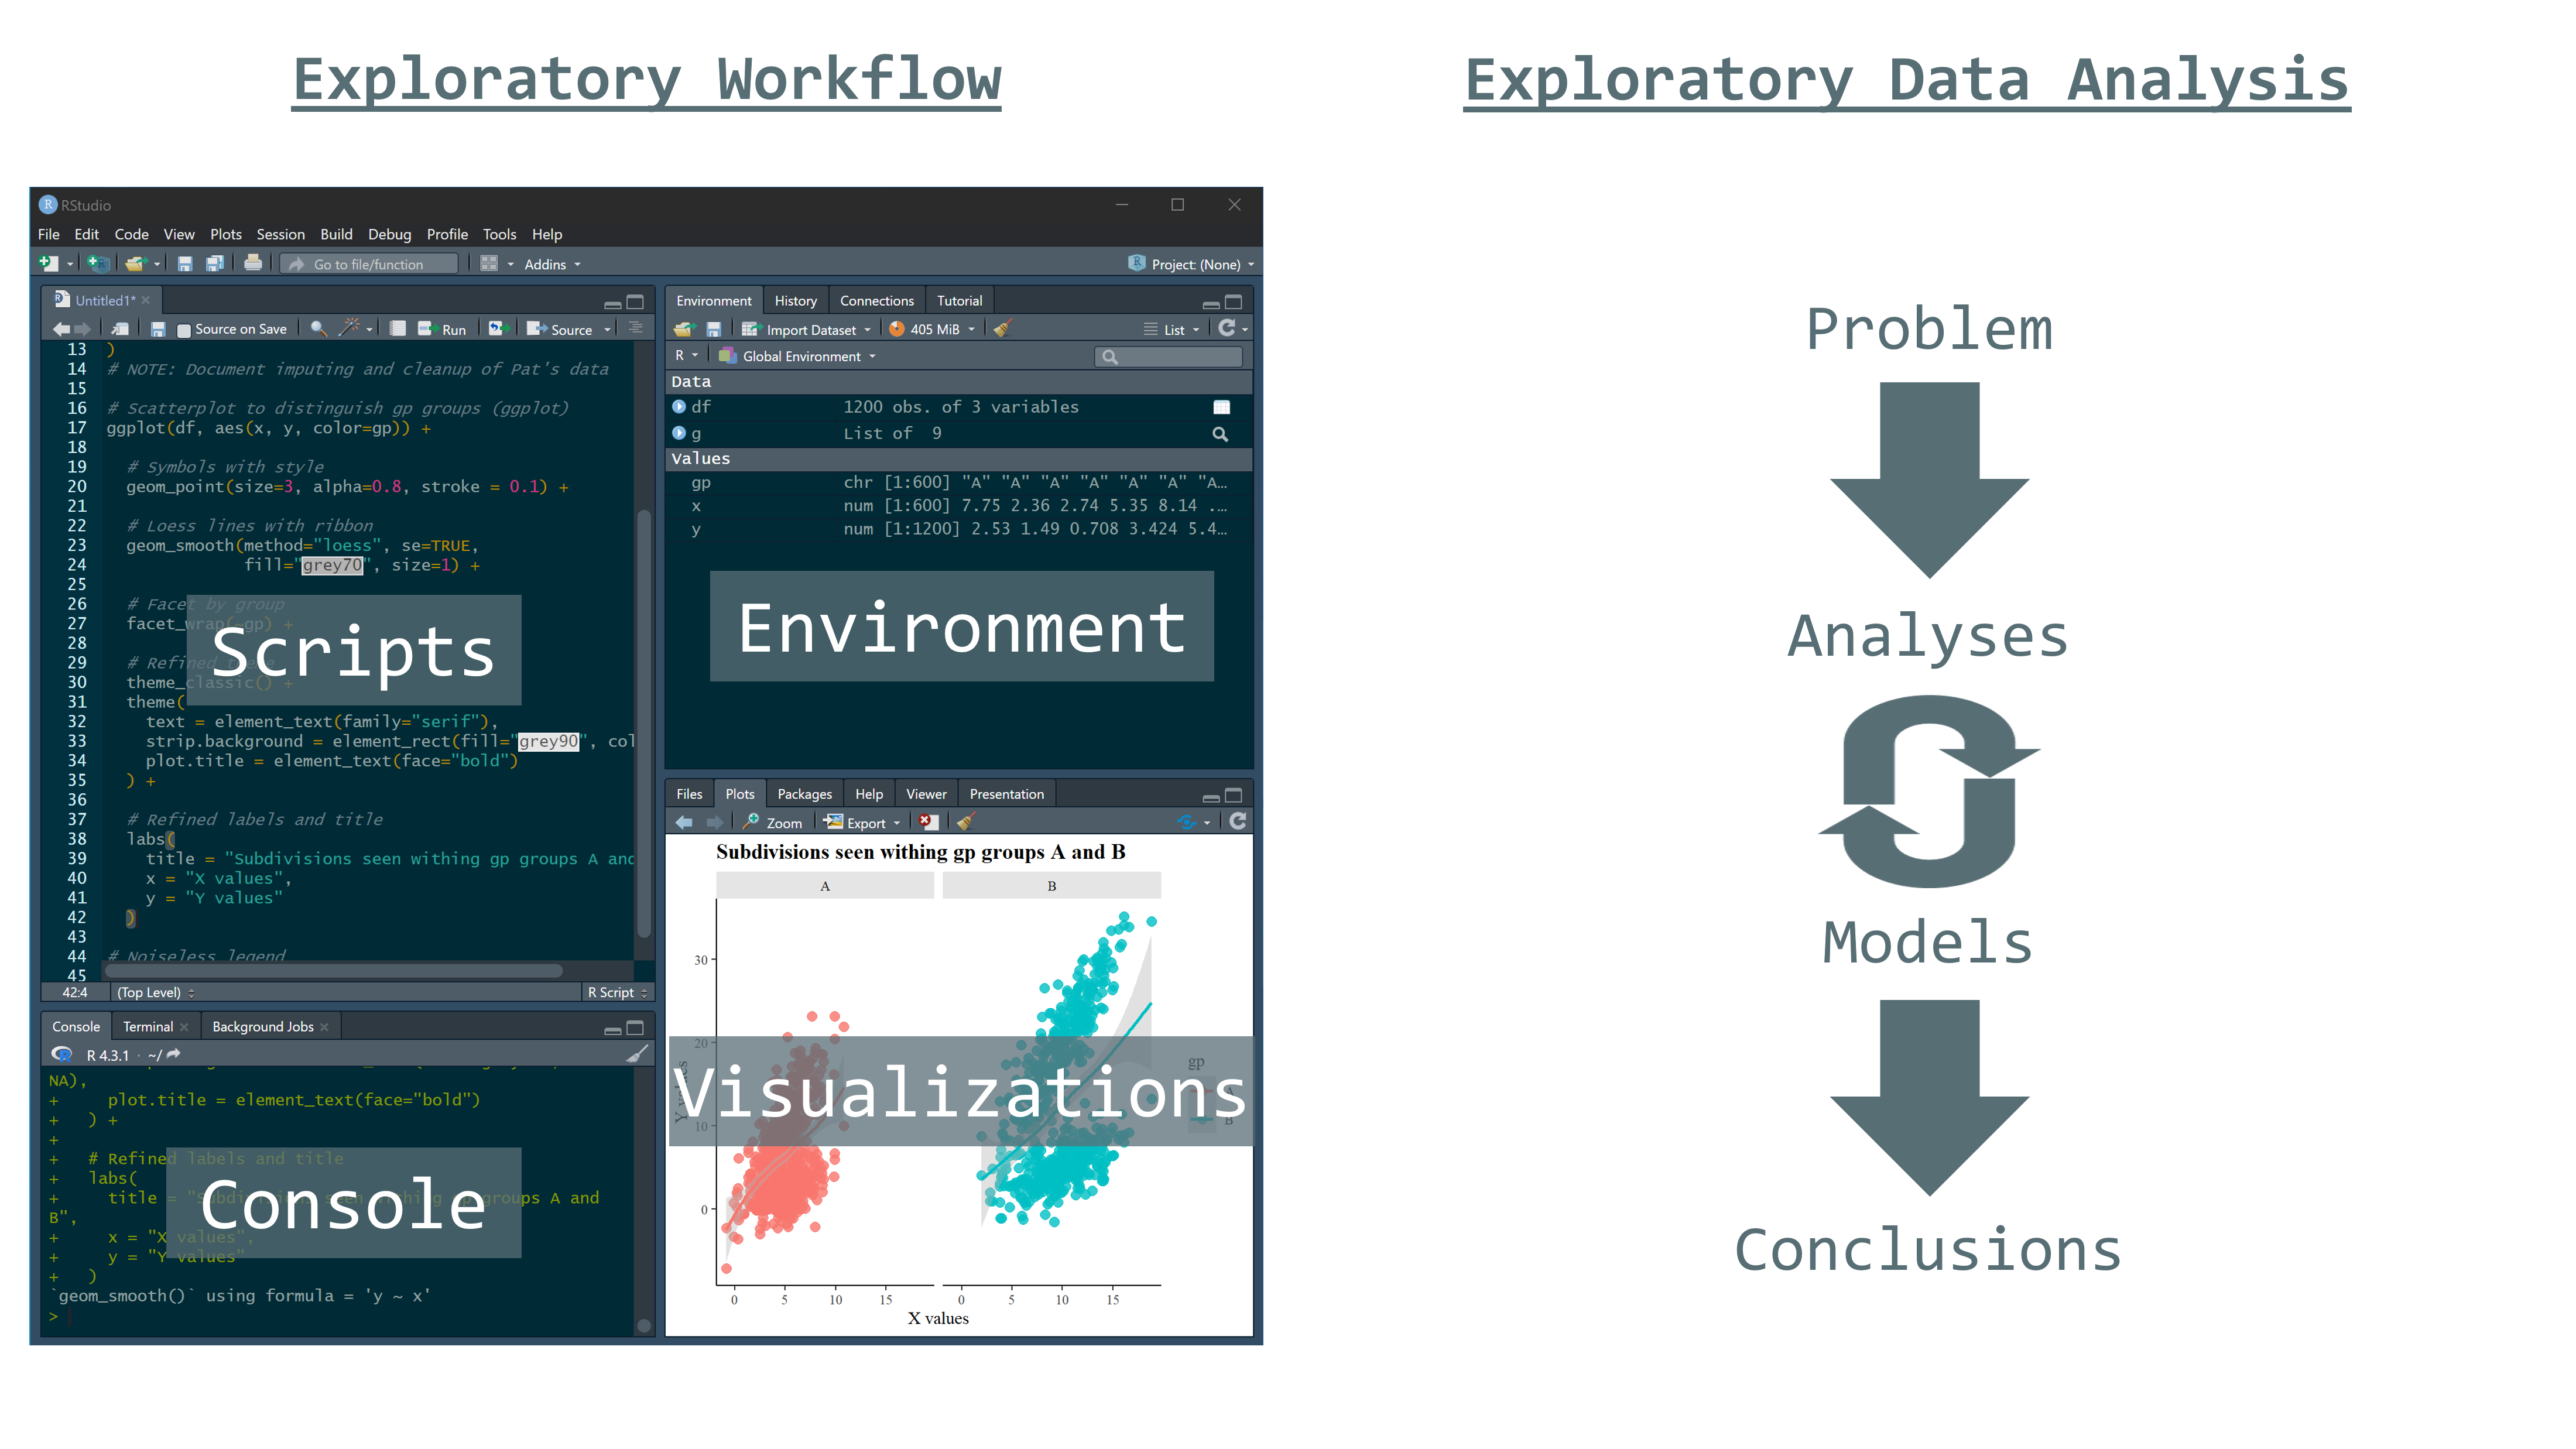 Exploratory Workflow
Exploratory Data Analysis
RStudio
File Edit Code View Plots Session Build Debug Profile Tools Help
Go to file/function Addins Project: (None)
Untitled1*
Source on Save Run Source
13 )
14 # NOTE: Document imputing and cleanup of Pat's data
15
16 # Scatterplot to distinguish gp groups (ggplot)
17 ggplot(df, aes(x, y, color=gp)) +
18
19 # Symbols with style
20 geom_point(size=3, alpha=0.8, stroke = 0.1) +
21
22 # Loess lines with ribbon
23 geom_smooth(method="loess", se=TRUE,
24 fill="grey70", size=1) +
25
26 # Facet by group
27 facet_wrap(~gp) +
28
29 # Refined theme
30 theme_classic() +
31 theme(
32 text = element_text(family="serif"),
33 strip.background = element_rect(fill="grey90", col
34 plot.title = element_text(face="bold")
35 ) +
36
37 # Refined labels and title
38 labs(
39 title = "Subdivisions seen withing gp groups A and
40 x = "X values",
41 y = "Y values"
42 )
43
44 # Noiseless legend
45
Scripts
42:4 (Top Level) R Script
Console Terminal Background Jobs
R 4.3.1 · ~/
NA),
+ plot.title = element_text(face="bold")
+ ) +
+
+ # Refined labels and title
+ labs(
+ title = "Subdivisions seen withing gp groups A and
B",
+ x = "X values",
+ y = "Y values"
+ )
`geom_smooth()` using formula = 'y ~ x'
>
Console
Environment History Connections Tutorial
Import Dataset 405 MiB List
R Global Environment
Data
df 1200 obs. of 3 variables
g List of 9
Values
gp chr [1:600] "A" "A" "A" "A" "A" "A" "A…
x num [1:600] 7.75 2.36 2.74 5.35 8.14 .…
y num [1:1200] 2.53 1.49 0.708 3.424 5.4…
Environment
Files Plots Packages Help Viewer Presentation
Zoom Export
Subdivisions seen withing gp groups A and B
A B
30
20
10
0
Y values
gp
A
B
0 5 10 15 0 5 10 15
X values
Visualizations
Problem
Analyses
Models
Conclusions